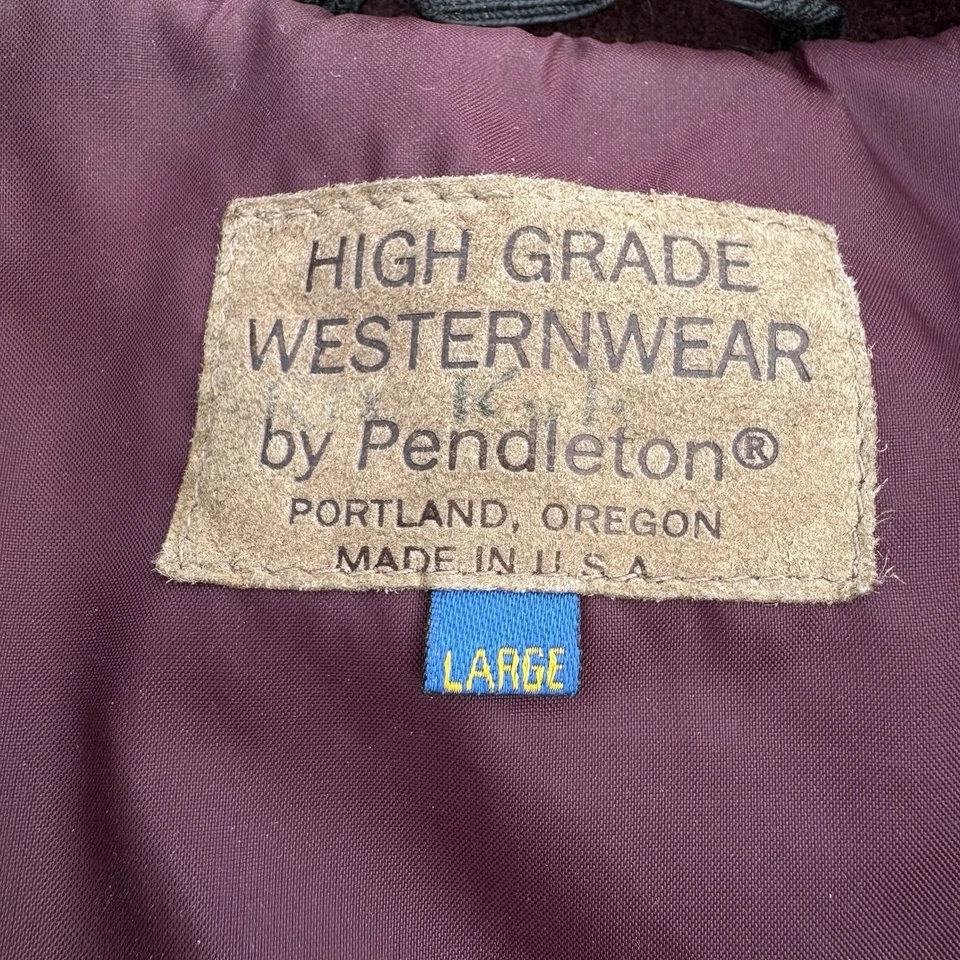 HIGH GRADE
WESTERNWEAR
by Pendleton®
PORTLAND, OREGON
MADE IN U.S.A.
LARGE